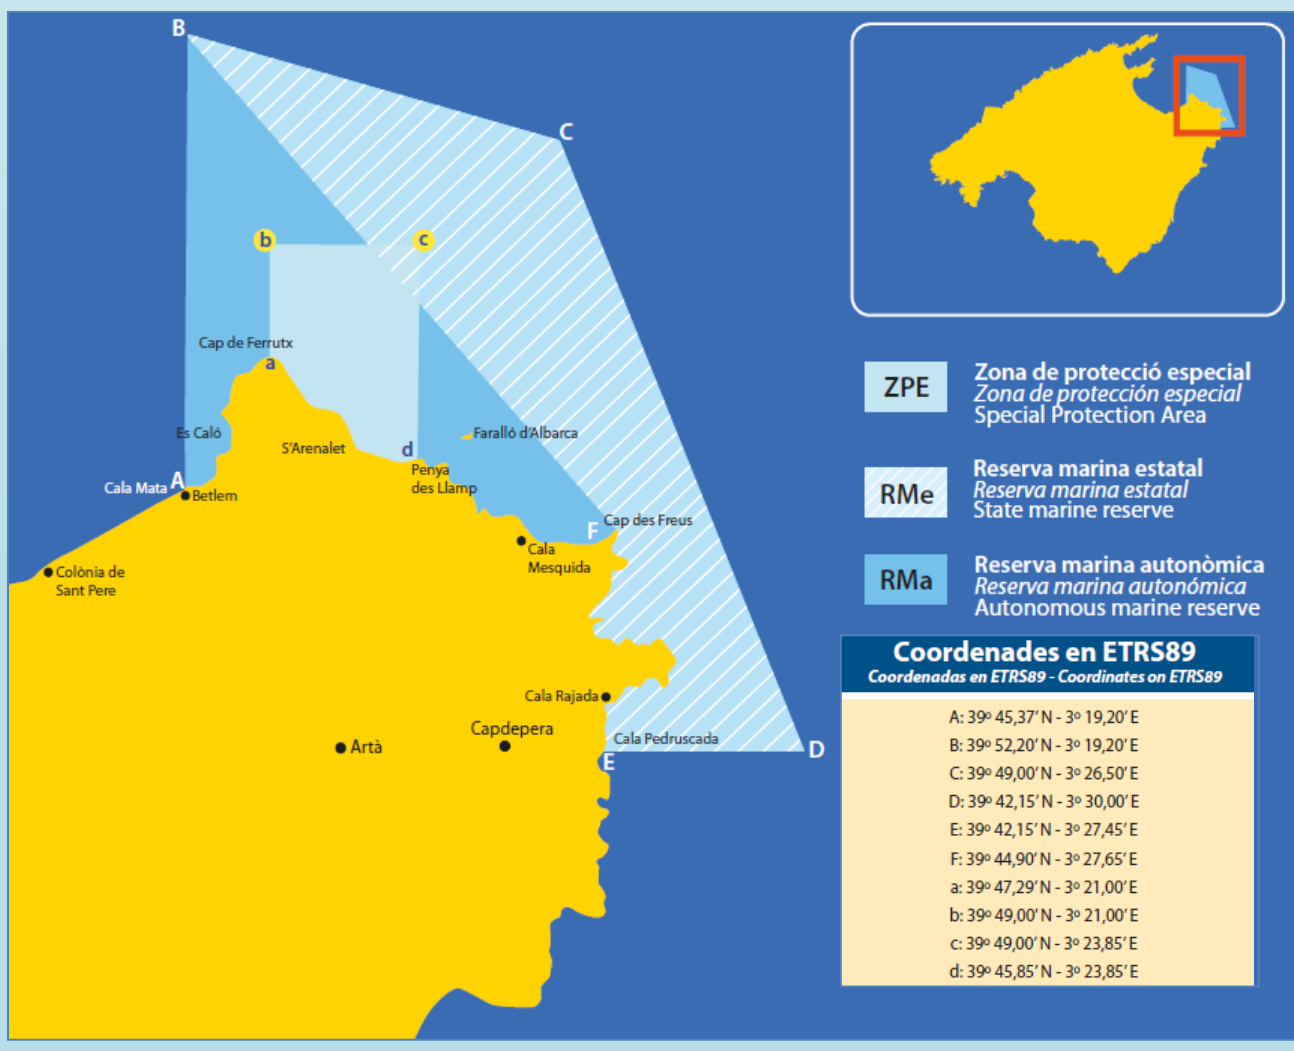 B
C
b
c
Cap de Ferrutx
a
Es Caló
S'Arenalet
d
Faralló d'Albarca
Penya
des Llamp
Cala Mata
A
Betlem
F
Cap des Freus
Cala
Mesquida
Colònia de
Sant Pere
Cala Rajada
Capdepera
Artà
Cala Pedruscada
E
D
ZPE
Zona de protecció especial
Zona de protección especial
Special Protection Area
RMe
Reserva marina estatal
Reserva marina estatal
State marine reserve
RMa
Reserva marina autonòmica
Reserva marina autonómica
Autonomous marine reserve
Coordenades en ETRS89
Coordenadas en ETRS89 - Coordinates on ETRS89
A: 39º 45,37' N - 3º 19,20' E
B: 39º 52,20' N - 3º 19,20' E
C: 39º 49,00' N - 3º 26,50' E
D: 39º 42,15' N - 3º 30,00' E
E: 39º 42,15' N - 3º 27,45' E
F: 39º 44,90' N - 3º 27,65' E
a: 39º 47,29' N - 3º 21,00' E
b: 39º 49,00' N - 3º 21,00' E
c: 39º 49,00' N - 3º 23,85' E
d: 39º 45,85' N - 3º 23,85' E